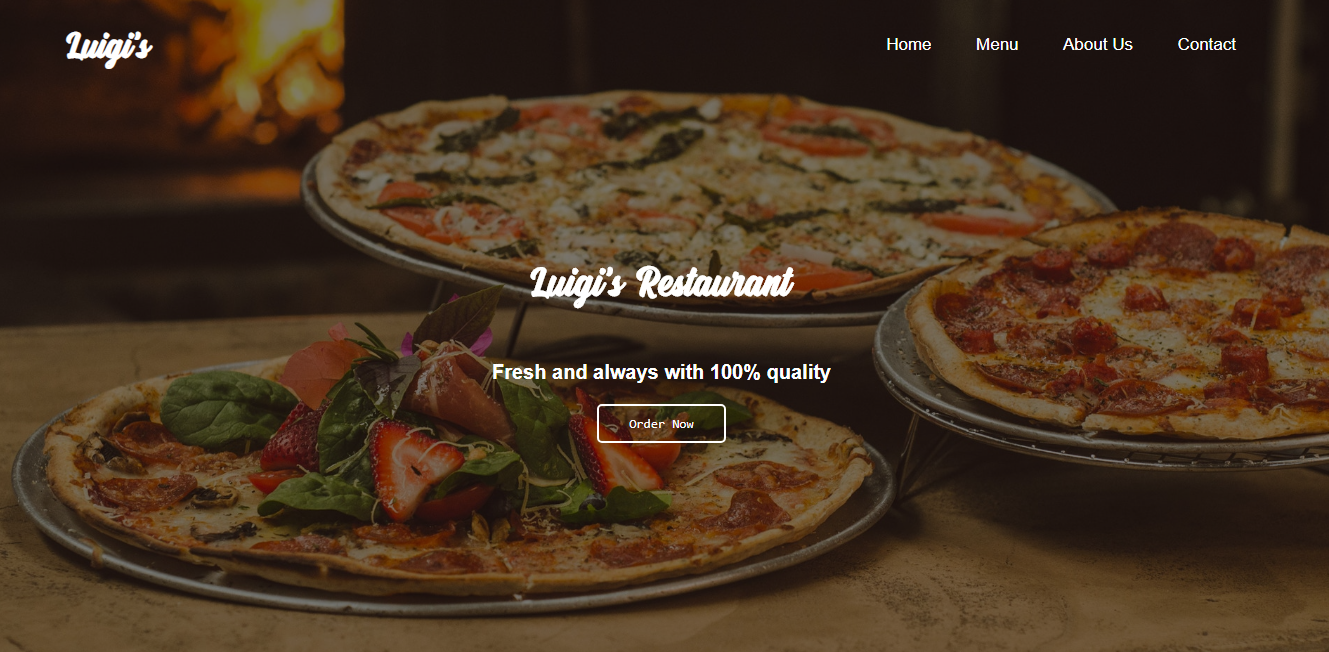 Luigi's
Home
Menu
About Us
Contact
Luigi's Restaurant
Fresh and always with 100% quality
Order Now